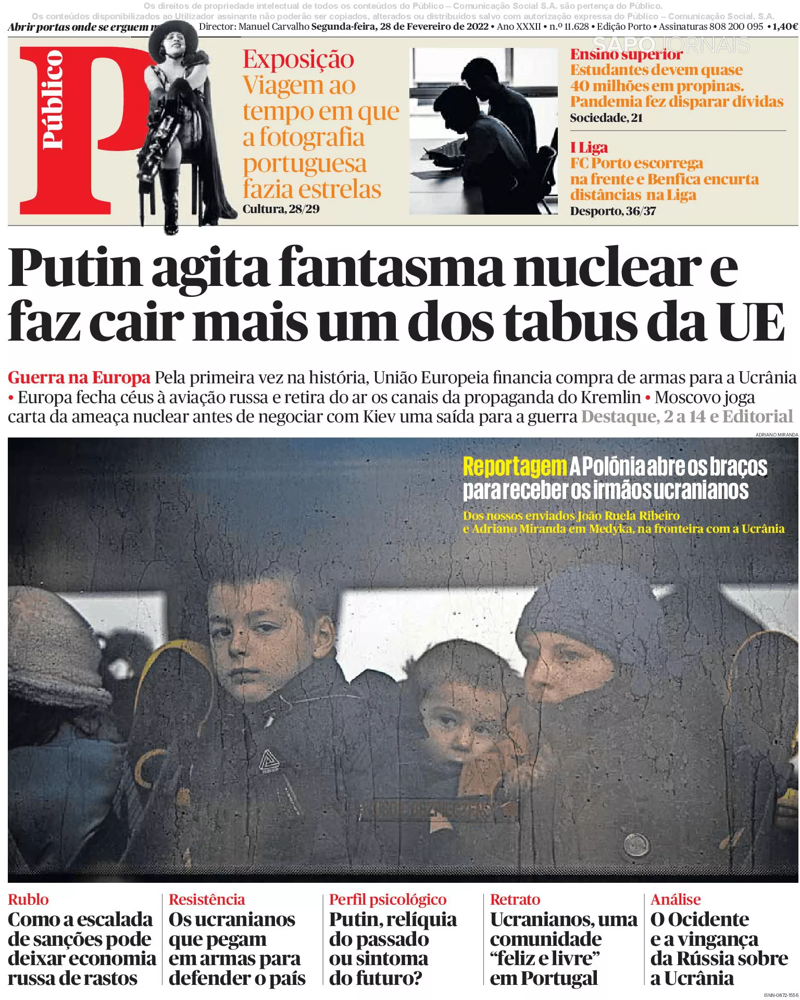 Os direitos de propriedade intelectual de todos os conteúdos do Público – Comunicação Social S.A. são pertença do Público.
Os conteúdos disponibilizados ao Utilizador assinante não poderão ser copiados, alterados ou distribuídos salvo com autorização expressa do Público – Comunicação Social, S.A.
Abrir portas onde se erguem
Director: Manuel Carvalho Segunda-feira, 28 de Fevereiro de 2022 • Ano XXXII • n.º 11.628 • Edição Porto • Assinaturas 808 200 095 • 1,40€
SAPO JORNAIS
P
Público
Exposição
Viagem ao
tempo em que
a fotografia
portuguesa
fazia estrelas
Cultura, 28/29
Ensino superior
Estudantes devem quase
40 milhões em propinas.
Pandemia fez disparar dívidas
Sociedade, 21
I Liga
FC Porto escorrega
na frente e Benfica encurta
distâncias na Liga
Desporto, 36/37
Putin agita fantasma nuclear e
faz cair mais um dos tabus da UE
Guerra na Europa Pela primeira vez na história, União Europeia financia compra de armas para a Ucrânia
• Europa fecha céus à aviação russa e retira do ar os canais da propaganda do Kremlin • Moscovo joga
carta da ameaça nuclear antes de negociar com Kiev uma saída para a guerra Destaque, 2 a 14 e Editorial
ADRIANO MIRANDA
Reportagem A Polónia abre os braços
para receber os irmãos ucranianos
Dos nossos enviados João Ruela Ribeiro
e Adriano Miranda em Medyka, na fronteira com a Ucrânia
Rublo
Como a escalada
de sanções pode
deixar economia
russa de rastos
Resistência
Os ucranianos
que pegam
em armas para
defender o país
Perfil psicológico
Putin, relíquia
do passado
ou sintoma
do futuro?
Retrato
Ucranianos, uma
comunidade
“feliz e livre”
em Portugal
Análise
O Ocidente
e a vingança
da Rússia sobre
a Ucrânia
ISNN-0872-1556